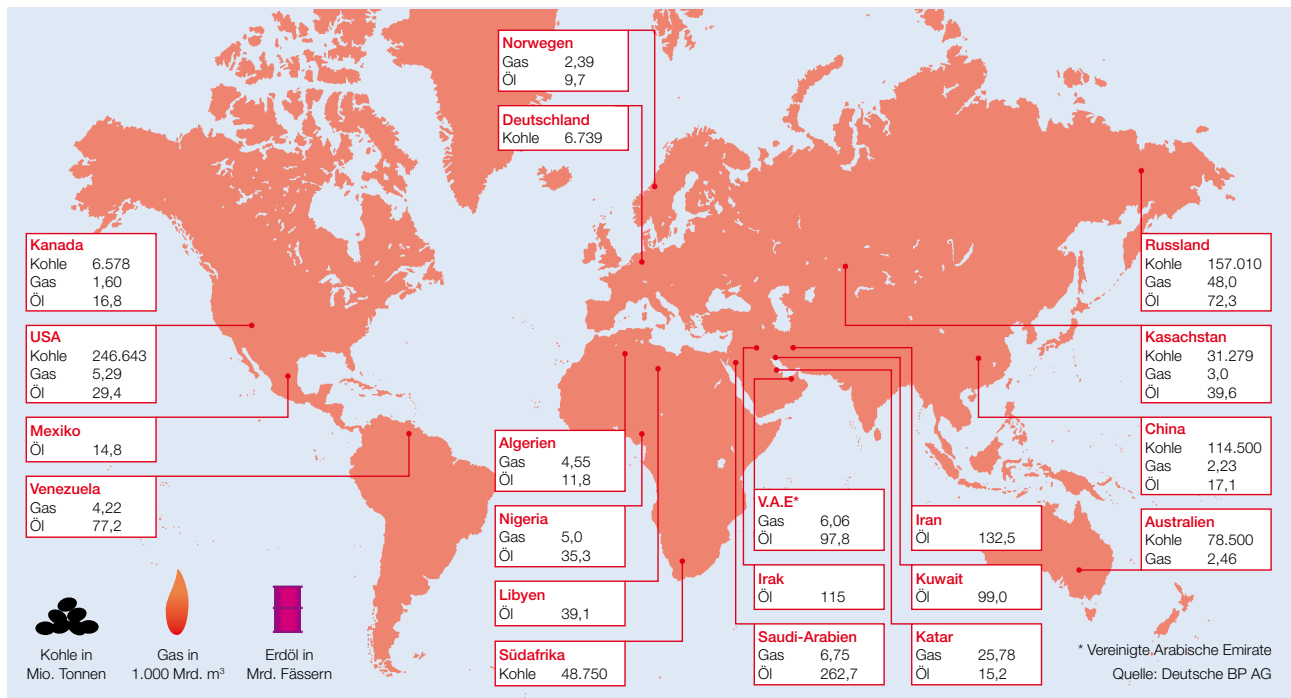 Norwegen
Gas 2,39
Öl 9,7
Deutschland
Kohle 6.739
Kanada
Kohle 6.578
Gas 1,60
Öl 16,8
USA
Kohle 246.643
Gas 5,29
Öl 29,4
Mexiko
Öl 14,8
Venezuela
Gas 4,22
Öl 77,2
Algerien
Gas 4,55
Öl 11,8
Nigeria
Gas 5,0
Öl 35,3
Libyen
Öl 39,1
Südafrika
Kohle 48.750
V.A.E*
Gas 6,06
Öl 97,8
Irak
Öl 115
Saudi-Arabien
Gas 6,75
Öl 262,7
Iran
Öl 132,5
Kuwait
Öl 99,0
Katar
Gas 25,78
Öl 15,2
Russland
Kohle 157.010
Gas 48,0
Öl 72,3
Kasachstan
Kohle 31.279
Gas 3,0
Öl 39,6
China
Kohle 114.500
Gas 2,23
Öl 17,1
Australien
Kohle 78.500
Gas 2,46
Kohle in
Mio. Tonnen
Gas in
1.000 Mrd. m³
Erdöl in
Mrd. Fässern
* Vereinigte Arabische Emirate
Quelle: Deutsche BP AG